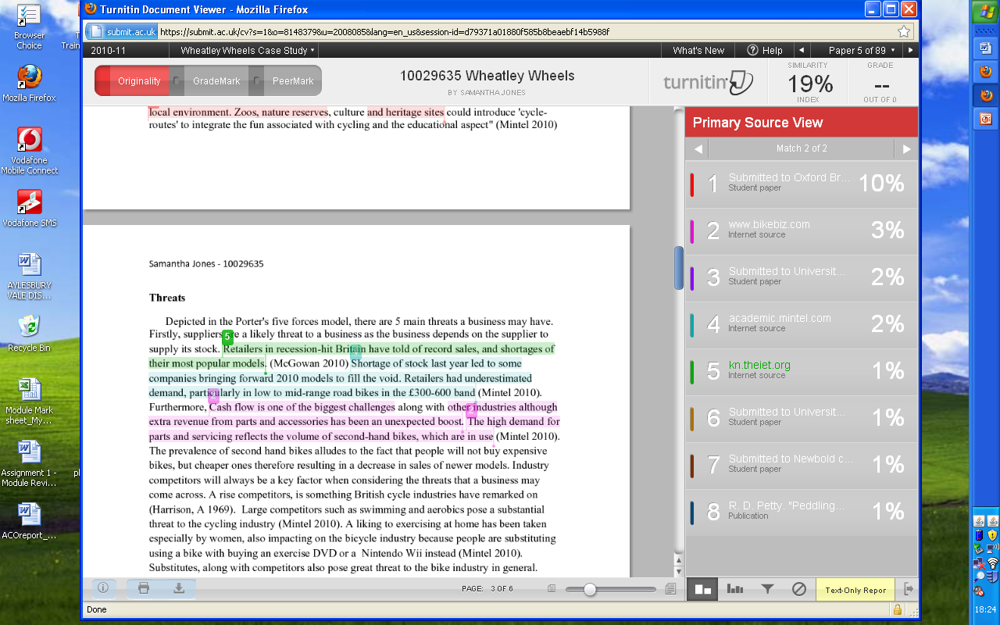 Turnitin Document Viewer - Mozilla Firefox
submit.ac.uk https://submit.ac.uk/cv?s=1&o=8148379&u=2008085&lang=en_us&session-id=d79371a01880f585b8beaebf14b5988f
2010-11 Wheatley Wheels Case Study What's New ? Help Paper 5 of 89
Originality GradeMark PeerMark
10029635 Wheatley Wheels
BY SAMANTHA JONES
turnitin
SIMILARITY
19%
INDEX
GRADE
--
OUT OF 0
local environment. Zoos, nature reserves, culture and heritage sites could introduce 'cycle-
routes' to integrate the fun associated with cycling and the educational aspect" (Mintel 2010)
Samantha Jones - 10029635
Threats
Depicted in the Porter's five forces model, there are 5 main threats a business may have.
Firstly, suppliers are a likely threat to a business as the business depends on the supplier to
5
supply its stock. Retailers in recession-hit Britain have told of record sales, and shortages of
their most popular models. (McGowan 2010) Shortage of stock last year led to some
companies bringing forward 2010 models to fill the void. Retailers had underestimated
demand, particularly in low to mid-range road bikes in the £300-600 band (Mintel 2010).
Furthermore, Cash flow is one of the biggest challenges along with other industries although
2
extra revenue from parts and accessories has been an unexpected boost. The high demand for
parts and servicing reflects the volume of second-hand bikes, which are in use (Mintel 2010).
The prevalence of second hand bikes alludes to the fact that people will not buy expensive
bikes, but cheaper ones therefore resulting in a decrease in sales of newer models. Industry
competitors will always be a key factor when considering the threats that a business may
come across. A rise competitors, is something British cycle industries have remarked on
(Harrison, A 1969). Large competitors such as swimming and aerobics pose a substantial
threat to the cycling industry (Mintel 2010). A liking to exercising at home has been taken
especially by women, also impacting on the bicycle industry because people are substituting
using a bike with buying an exercise DVD or a Nintendo Wii instead (Mintel 2010).
Substitutes, along with competitors also pose great threat to the bike industry in general.
Primary Source View
Match 2 of 2
1 Submitted to Oxford Br... 10%
Student paper
2 www.bikebiz.com 3%
Internet source
3 Submitted to Universit... 2%
Student paper
4 academic.mintel.com 2%
Internet source
5 kn.theiet.org 1%
Internet source
6 Submitted to Universit... 1%
Student paper
7 Submitted to Newbold c... 1%
Student paper
8 R. D. Petty. "Peddling... 1%
Publication
PAGE: 3 OF 6
Text-Only Repor
Done
Browser
Choice
T
Train
Mozilla Firefox
Vodafone
Mobile Connect
Vodafone SMS
AYLESBURY
VALE DIS...
Recycle Bin
Module Mark
sheet_My...
Assignment 1 -
Module Revi...
pl
ACOreport_...
18:24